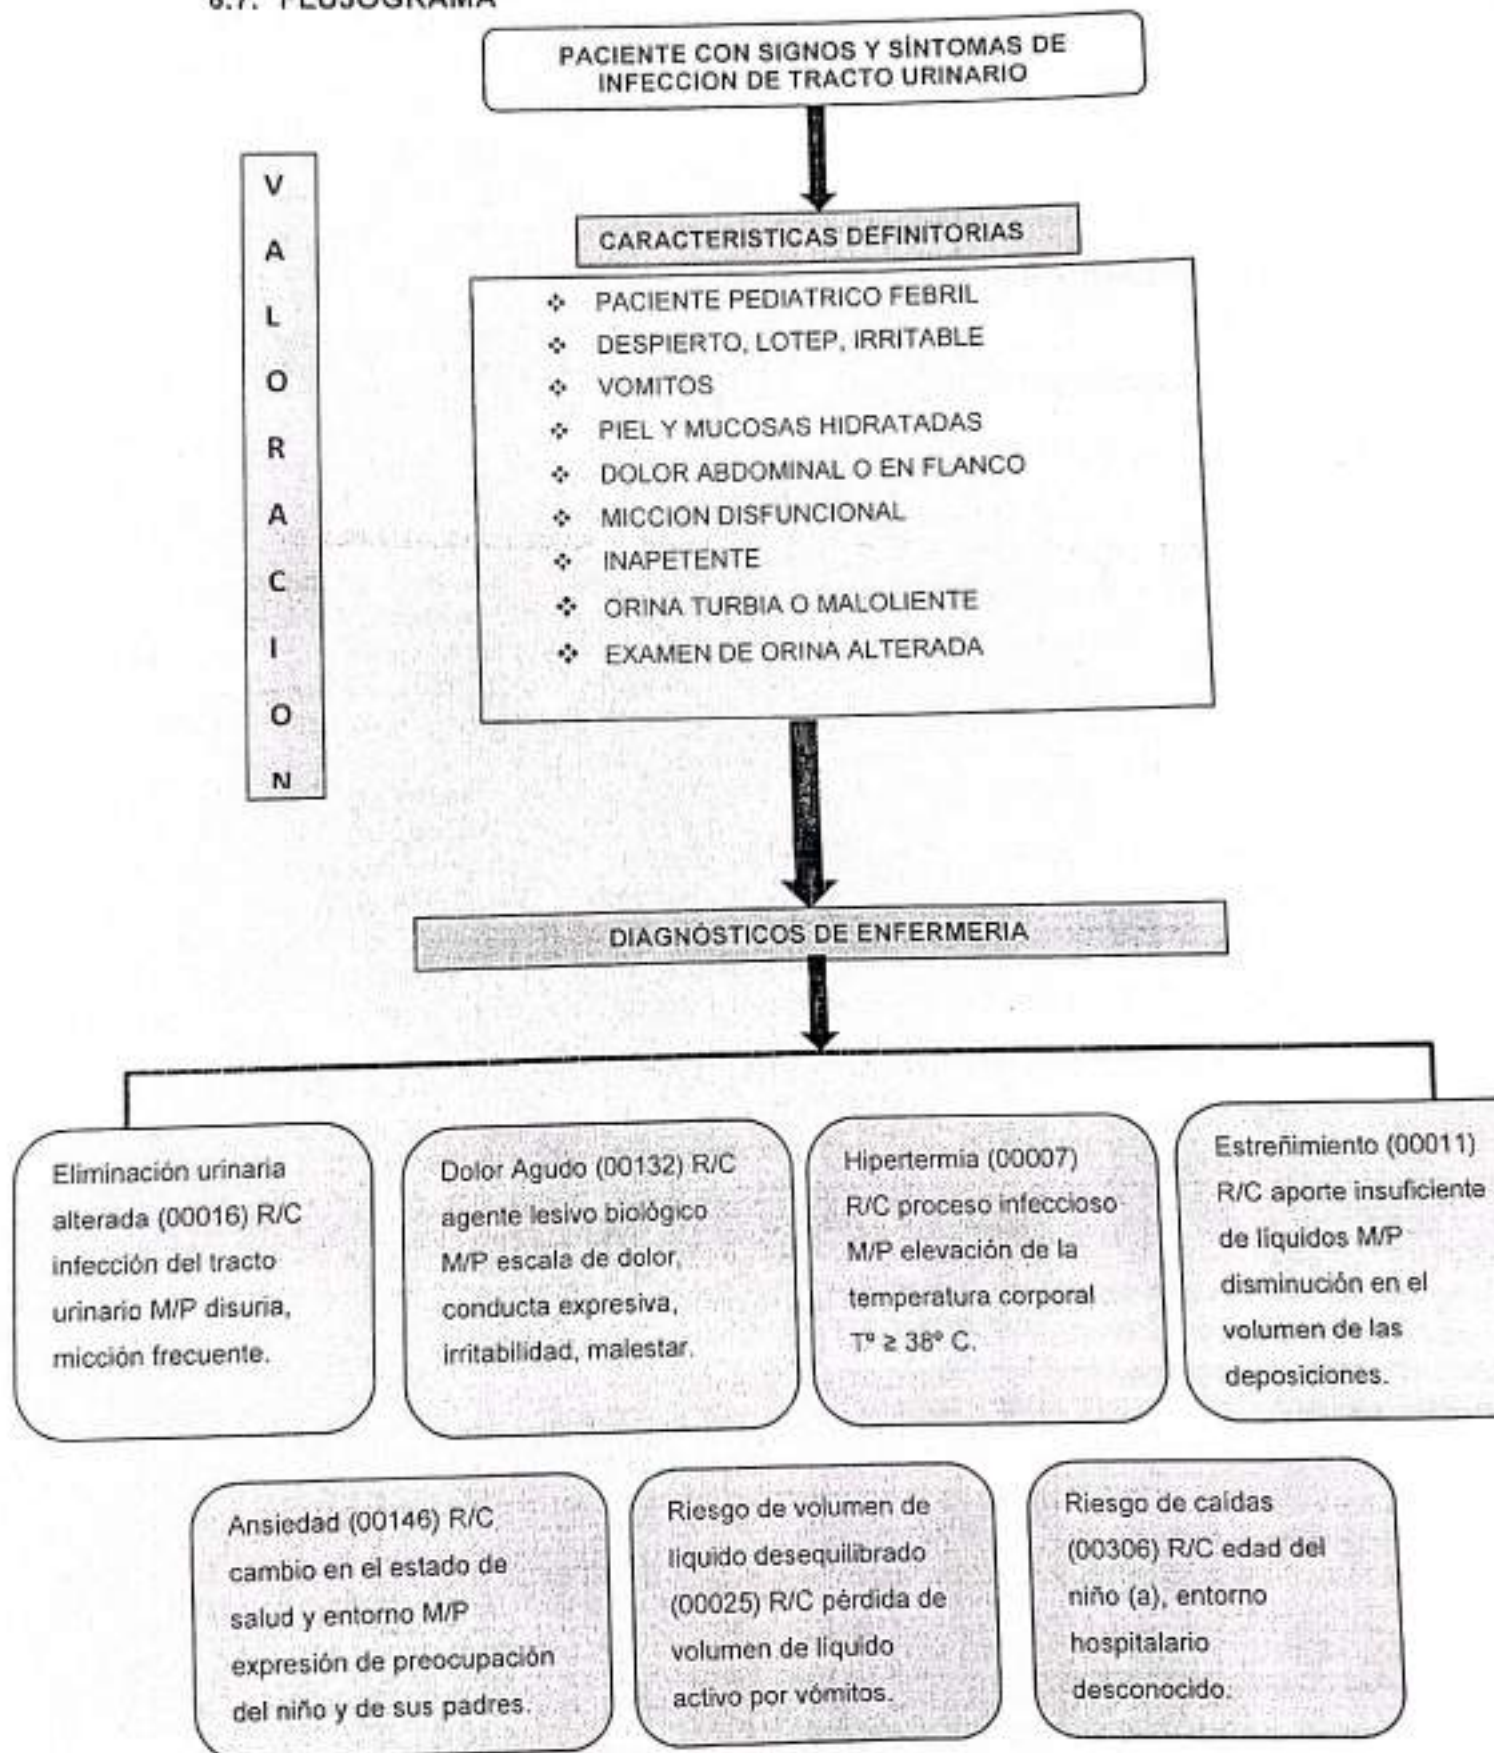 6.7. FLUJOGRAMA
PACIENTE CON SIGNOS Y SÍNTOMAS DE
INFECCION DE TRACTO URINARIO
V
A
L
O
R
A
C
I
O
N
CARACTERISTICAS DEFINITORIAS
❖ PACIENTE PEDIATRICO FEBRIL
❖ DESPIERTO, LOTEP, IRRITABLE
❖ VOMITOS
❖ PIEL Y MUCOSAS HIDRATADAS
❖ DOLOR ABDOMINAL O EN FLANCO
❖ MICCION DISFUNCIONAL
❖ INAPETENTE
❖ ORINA TURBIA O MALOLIENTE
❖ EXAMEN DE ORINA ALTERADA
DIAGNÓSTICOS DE ENFERMERIA
Eliminación urinaria
alterada (00016) R/C
infección del tracto
urinario M/P disuria,
micción frecuente.
Dolor Agudo (00132) R/C
agente lesivo biológico
M/P escala de dolor,
conducta expresiva,
irritabilidad, malestar.
Hipertermia (00007)
R/C proceso infeccioso
M/P elevación de la
temperatura corporal
Tº ≥ 38º C.
Estreñimiento (00011)
R/C aporte insuficiente
de liquidos M/P
disminución en el
volumen de las
deposiciones.
Ansiedad (00146) R/C
cambio en el estado de
salud y entorno M/P
expresión de preocupación
del niño y de sus padres.
Riesgo de volumen de
liquido desequilibrado
(00025) R/C pérdida de
volumen de liquido
activo por vómitos.
Riesgo de caídas
(00306) R/C edad del
niño (a), entorno
hospitalario
desconocido.